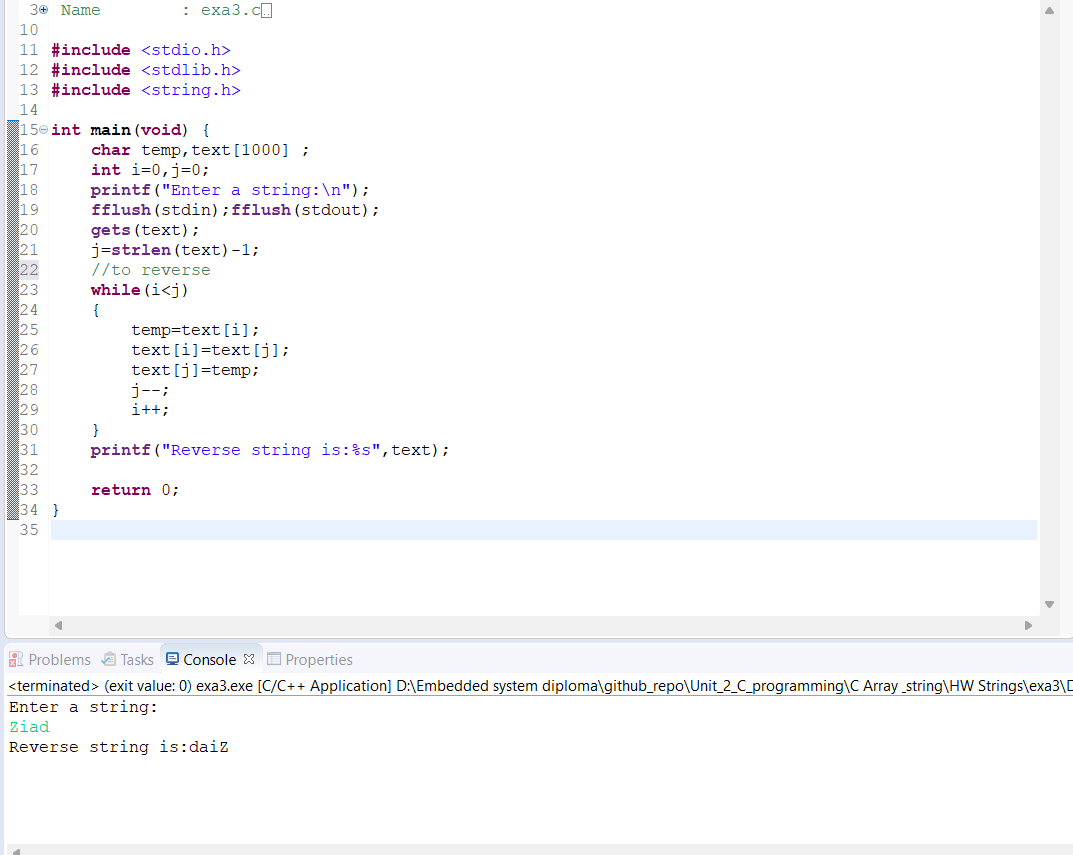 3 Name        : exa3.c
10
11 #include <stdio.h>
12 #include <stdlib.h>
13 #include <string.h>
14
15 int main(void) {
16     char temp,text[1000] ;
17     int i=0,j=0;
18     printf("Enter a string:\n");
19     fflush(stdin);fflush(stdout);
20     gets(text);
21     j=strlen(text)-1;
22     //to reverse
23     while(i<j)
24     {
25         temp=text[i];
26         text[i]=text[j];
27         text[j]=temp;
28         j--;
29         i++;
30     }
31     printf("Reverse string is:%s",text);
32
33     return 0;
34 }
35
Problems Tasks Console Properties
<terminated> (exit value: 0) exa3.exe [C/C++ Application] D:\Embedded system diploma\github_repo\Unit_2_C_programming\C Array _string\HW Strings\exa3\D
Enter a string:
Ziad
Reverse string is:daiZ